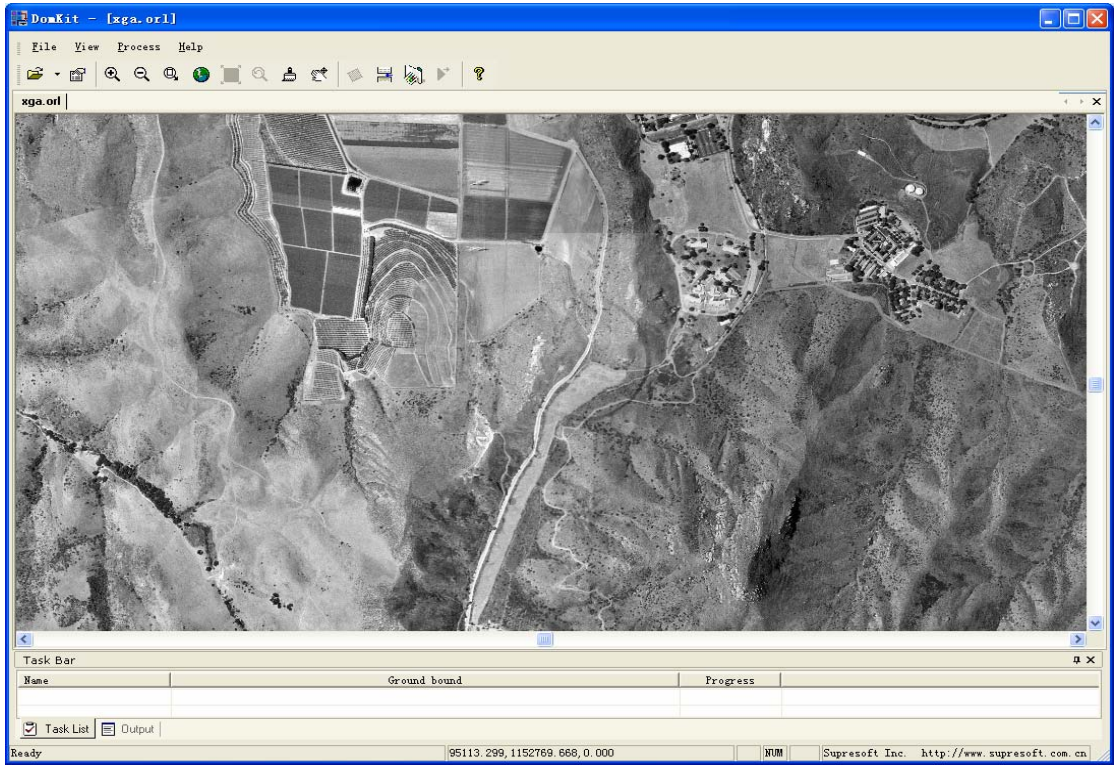 DomKit - [xga.orl]
File View Process Help
xga.orl
Task Bar
Name Ground bound Progress
Task List Output
Ready 95113.299, 1152769.668, 0.000 NUM Supresoft Inc. http://www.supresoft.com.cn